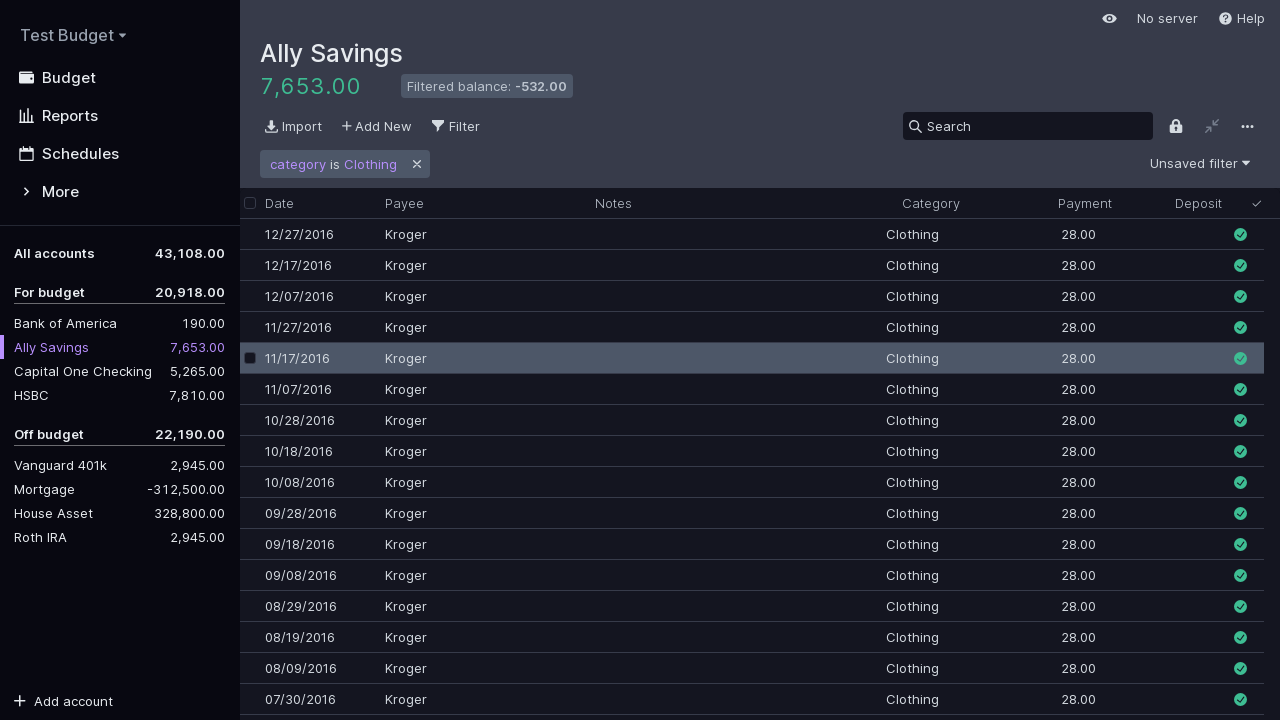 Test Budget
Budget
Reports
Schedules
More
All accounts 43,108.00
For budget 20,918.00
Bank of America 190.00
Ally Savings 7,653.00
Capital One Checking 5,265.00
HSBC 7,810.00
Off budget 22,190.00
Vanguard 401k 2,945.00
Mortgage -312,500.00
House Asset 328,800.00
Roth IRA 2,945.00
Add account
No server Help
Ally Savings
7,653.00 Filtered balance: -532.00
Import Add New Filter Search
category is Clothing Unsaved filter
Date Payee Notes Category Payment Deposit
12/27/2016 Kroger Clothing 28.00
12/17/2016 Kroger Clothing 28.00
12/07/2016 Kroger Clothing 28.00
11/27/2016 Kroger Clothing 28.00
11/17/2016 Kroger Clothing 28.00
11/07/2016 Kroger Clothing 28.00
10/28/2016 Kroger Clothing 28.00
10/18/2016 Kroger Clothing 28.00
10/08/2016 Kroger Clothing 28.00
09/28/2016 Kroger Clothing 28.00
09/18/2016 Kroger Clothing 28.00
09/08/2016 Kroger Clothing 28.00
08/29/2016 Kroger Clothing 28.00
08/19/2016 Kroger Clothing 28.00
08/09/2016 Kroger Clothing 28.00
07/30/2016 Kroger Clothing 28.00